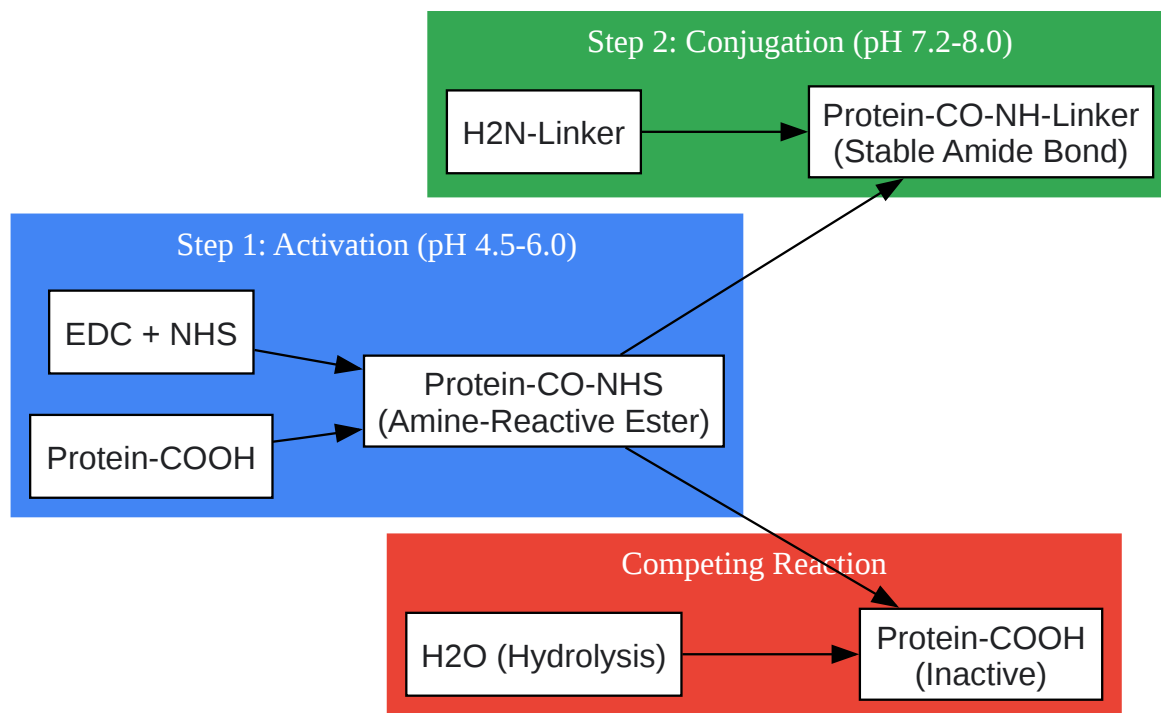 Step 2: Conjugation (pH 7.2-8.0)
H2N-Linker
Protein-CO-NH-Linker
(Stable Amide Bond)
Step 1: Activation (pH 4.5-6.0)
EDC + NHS
Protein-CO-NHS
(Amine-Reactive Ester)
Protein-COOH
Competing Reaction
H2O (Hydrolysis)
Protein-COOH
(Inactive)